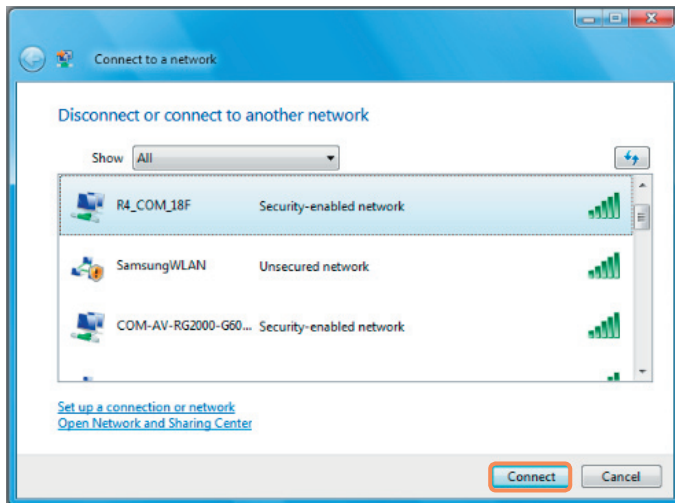 Connect to a network
Disconnect or connect to another network
Show All
R4_COM_18F Security-enabled network
SamsungWLAN Unsecured network
COM-AV-RG2000-G60... Security-enabled network
Set up a connection or network
Open Network and Sharing Center
Connect Cancel